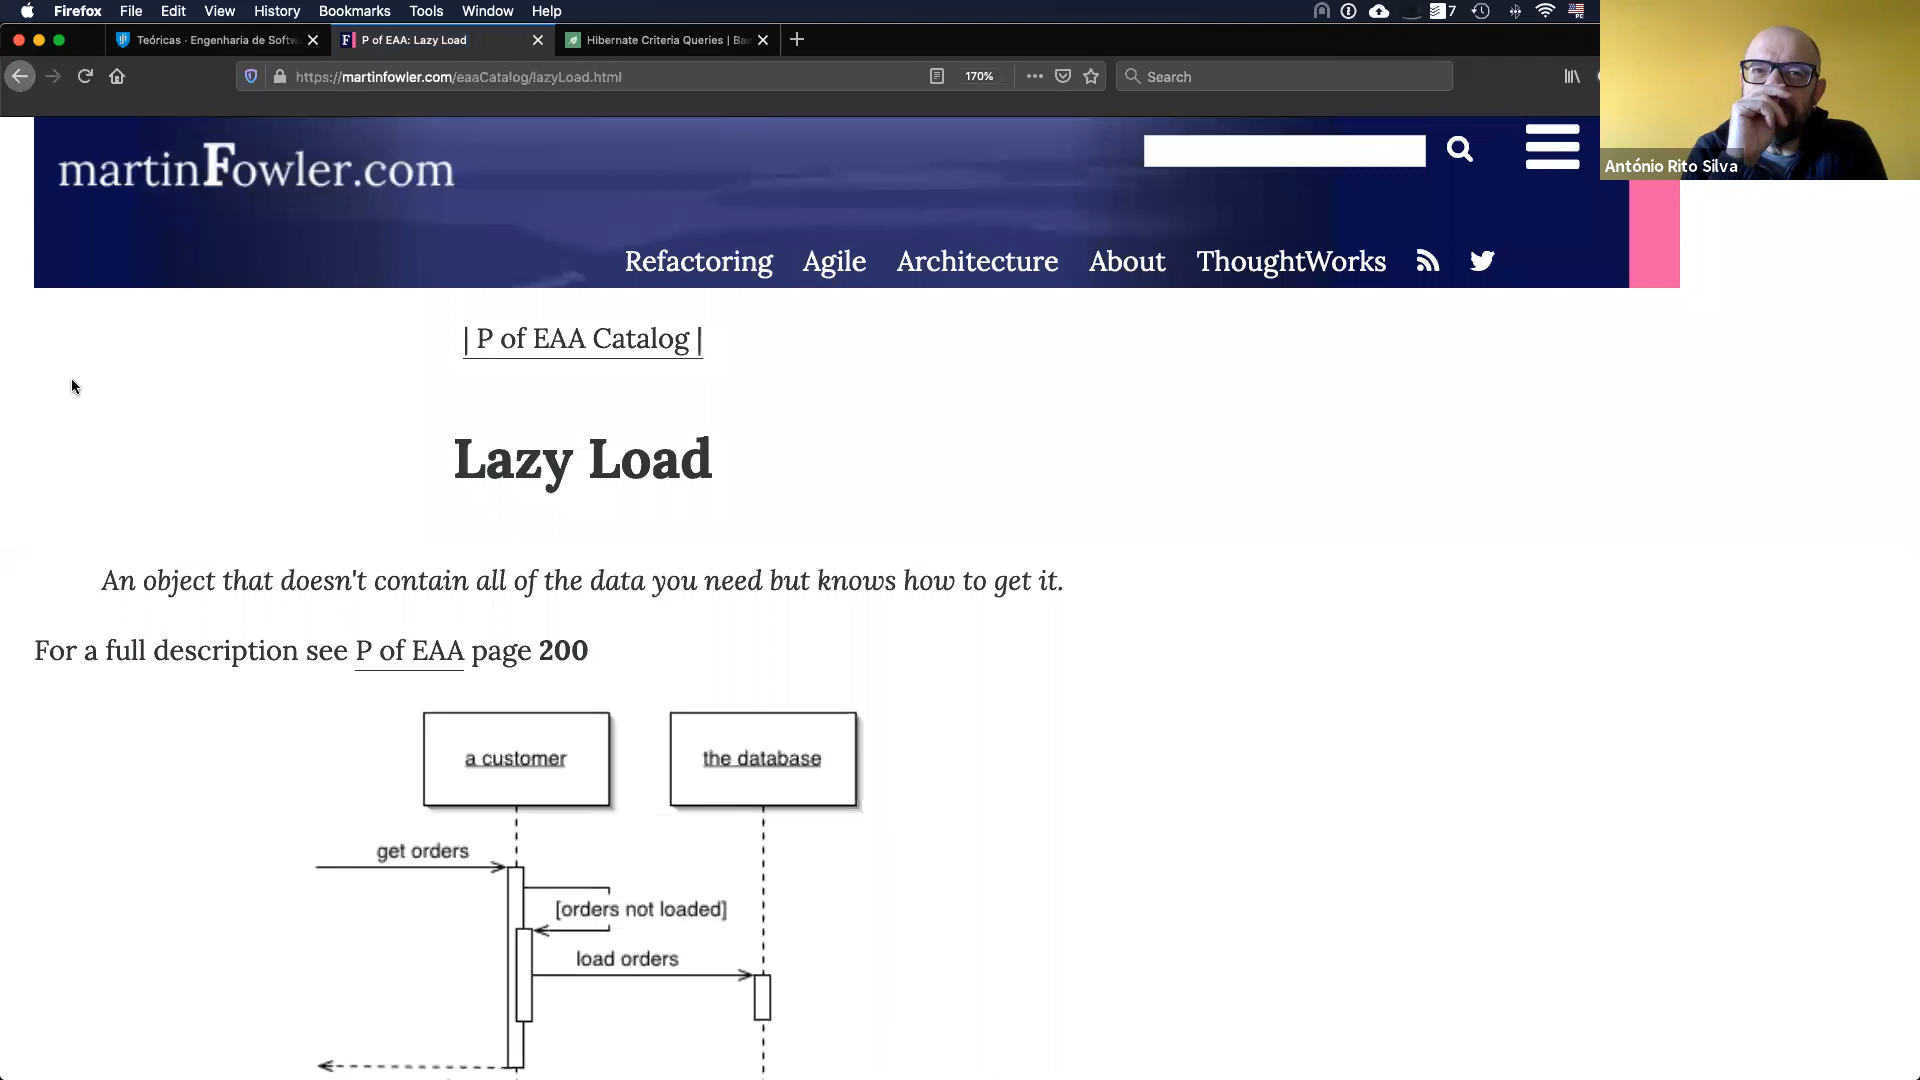 Firefox File Edit View History Bookmarks Tools Window Help 7
Teóricas · Engenharia de Softw
P of EAA: Lazy Load
Hibernate Criteria Queries | Ba
https://martinfowler.com/eaaCatalog/lazyLoad.html
170%
Search
António Rito Silva
martinFowler.com
Refactoring Agile Architecture About ThoughtWorks
| P of EAA Catalog |
Lazy Load
An object that doesn't contain all of the data you need but knows how to get it.
For a full description see P of EAA page 200
a customer
the database
get orders
[orders not loaded]
load orders